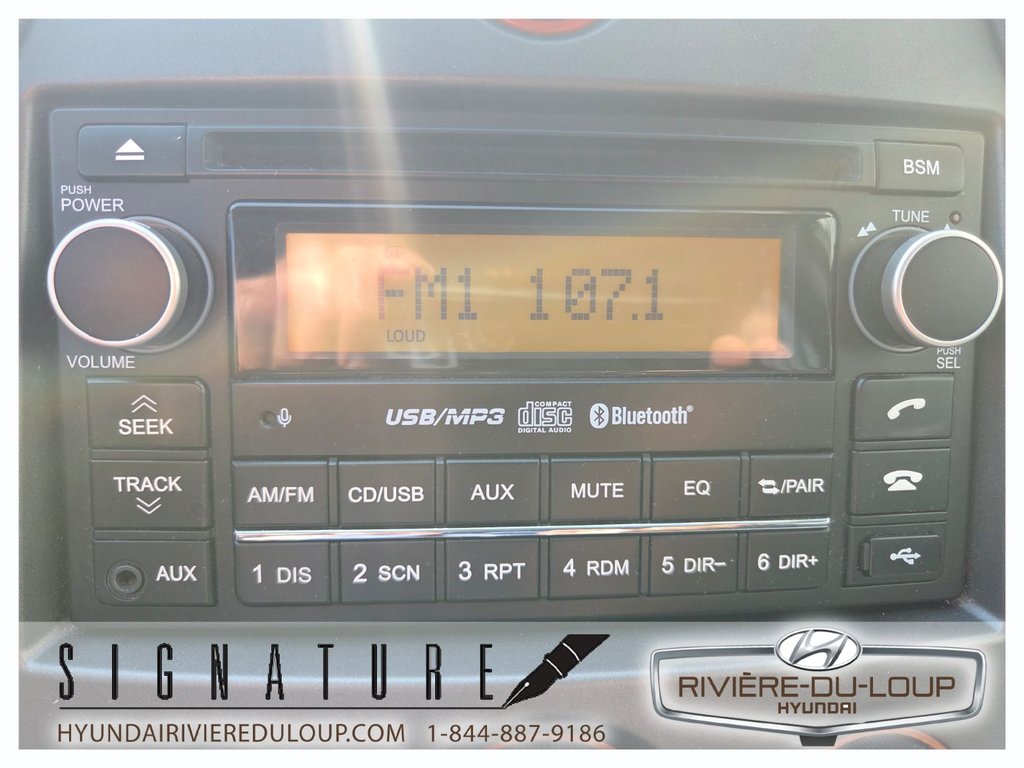 BSM
PUSH
POWER
TUNE
ST
FM1 107.1
LOUD
VOLUME
PUSH
SEL
SEEK
USB/MP3 COMPACT disc DIGITAL AUDIO Bluetooth®
TRACK
AM/FM CD/USB AUX MUTE EQ /PAIR
AUX 1 DIS 2 SCN 3 RPT 4 RDM 5 DIR– 6 DIR+
SIGNATURE
RIVIÈRE-DU-LOUP
HYUNDAI
HYUNDAIRIVIEREDULOUP.COM 1-844-887-9186